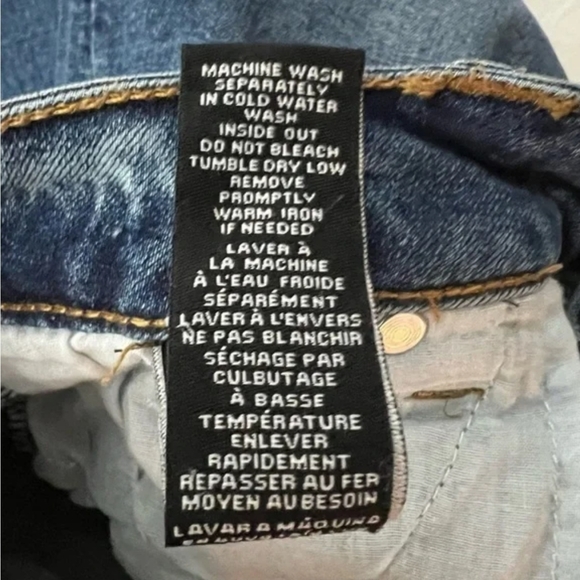 MACHINE WASH
SEPARATELY
IN COLD WATER
WASH
INSIDE OUT
DO NOT BLEACH
TUMBLE DRY LOW
REMOVE
PROMPTLY
WARM IRON
IF NEEDED
LAVER À
LA MACHINE
À L'EAU FROIDE
SÉPARÉMENT
LAVER À L'ENVERS
NE PAS BLANCHIR
SÉCHAGE PAR
CULBUTAGE
À BASSE
TEMPÉRATURE
ENLEVER
RAPIDEMENT
REPASSER AU FER
MOYEN AU BESOIN
LAVAR A MÁQUINA